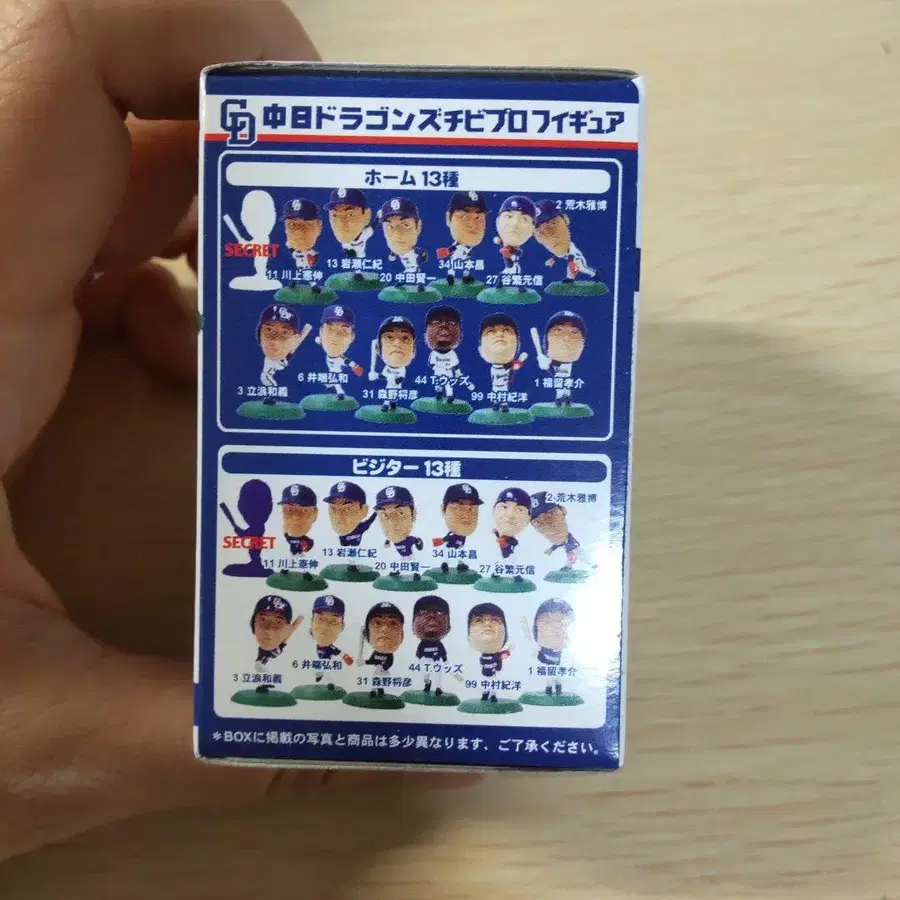 CD 中日ドラゴンズチビプロフィギュア
ホーム 13種
SECRET
11 川上憲伸
13 岩瀬仁紀
20 中田賢一
34 山本昌
27 谷繁元信
2 荒木雅博
3 立浪和義
6 井端弘和
31 森野将彦
44 T.ウッズ
99 中村紀洋
1 福留孝介
ビジター 13種
SECRET
11 川上憲伸
13 岩瀬仁紀
20 中田賢一
34 山本昌
27 谷繁元信
2 荒木雅博
3 立浪和義
6 井端弘和
31 森野将彦
44 T.ウッズ
99 中村紀洋
1 福留孝介
＊BOXに掲載の写真と商品は多少異なります、ご了承ください。